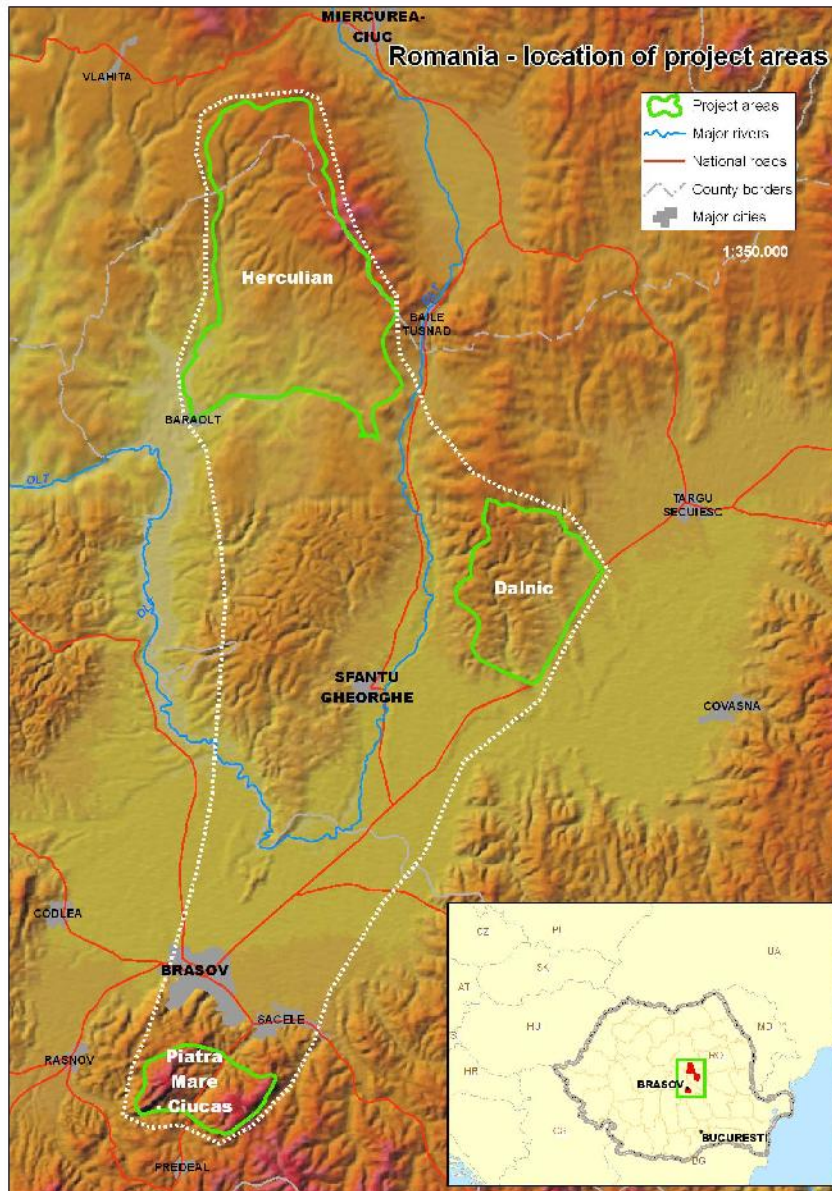 MIERCUREA-
CIUC
Romania - location of project areas
VLAHITA
Project areas
Major rivers
National roads
County borders
Major cities
1:350.000
Herculian
OLT
BAILE
TUSNAD
BARAOLT
OLT
TARGU
SECUIESC
Dalnic
OLT
SFANTU
GHEORGHE
COVASNA
CODLEA
BRASOV
SACELE
RASNOV
Piatra
Mare
- Ciucas
PREDEAL
CZ
PL
UA
SK
AT
HU
MD
RO
HR
BRASOV
BUCURESTI
BG